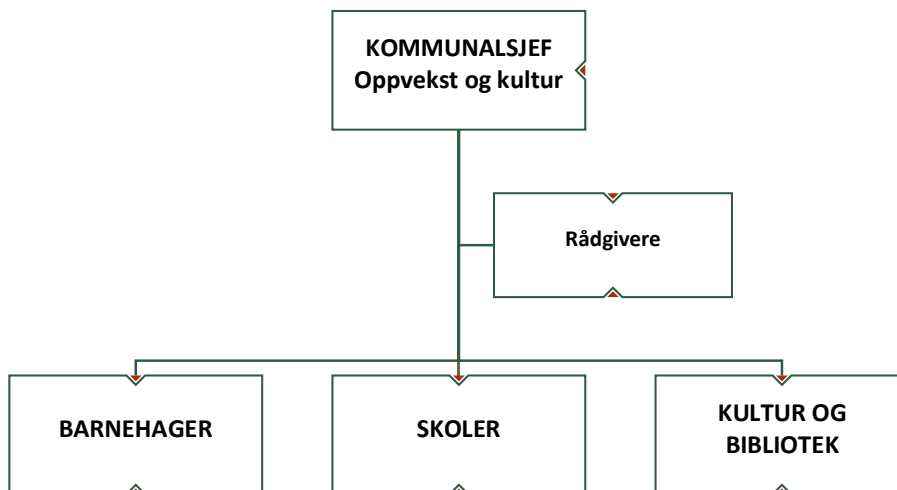 KOMMUNALSJEF
Oppvekst og kultur
Rådgivere
BARNEHAGER
SKOLER
KULTUR OG
BIBLIOTEK